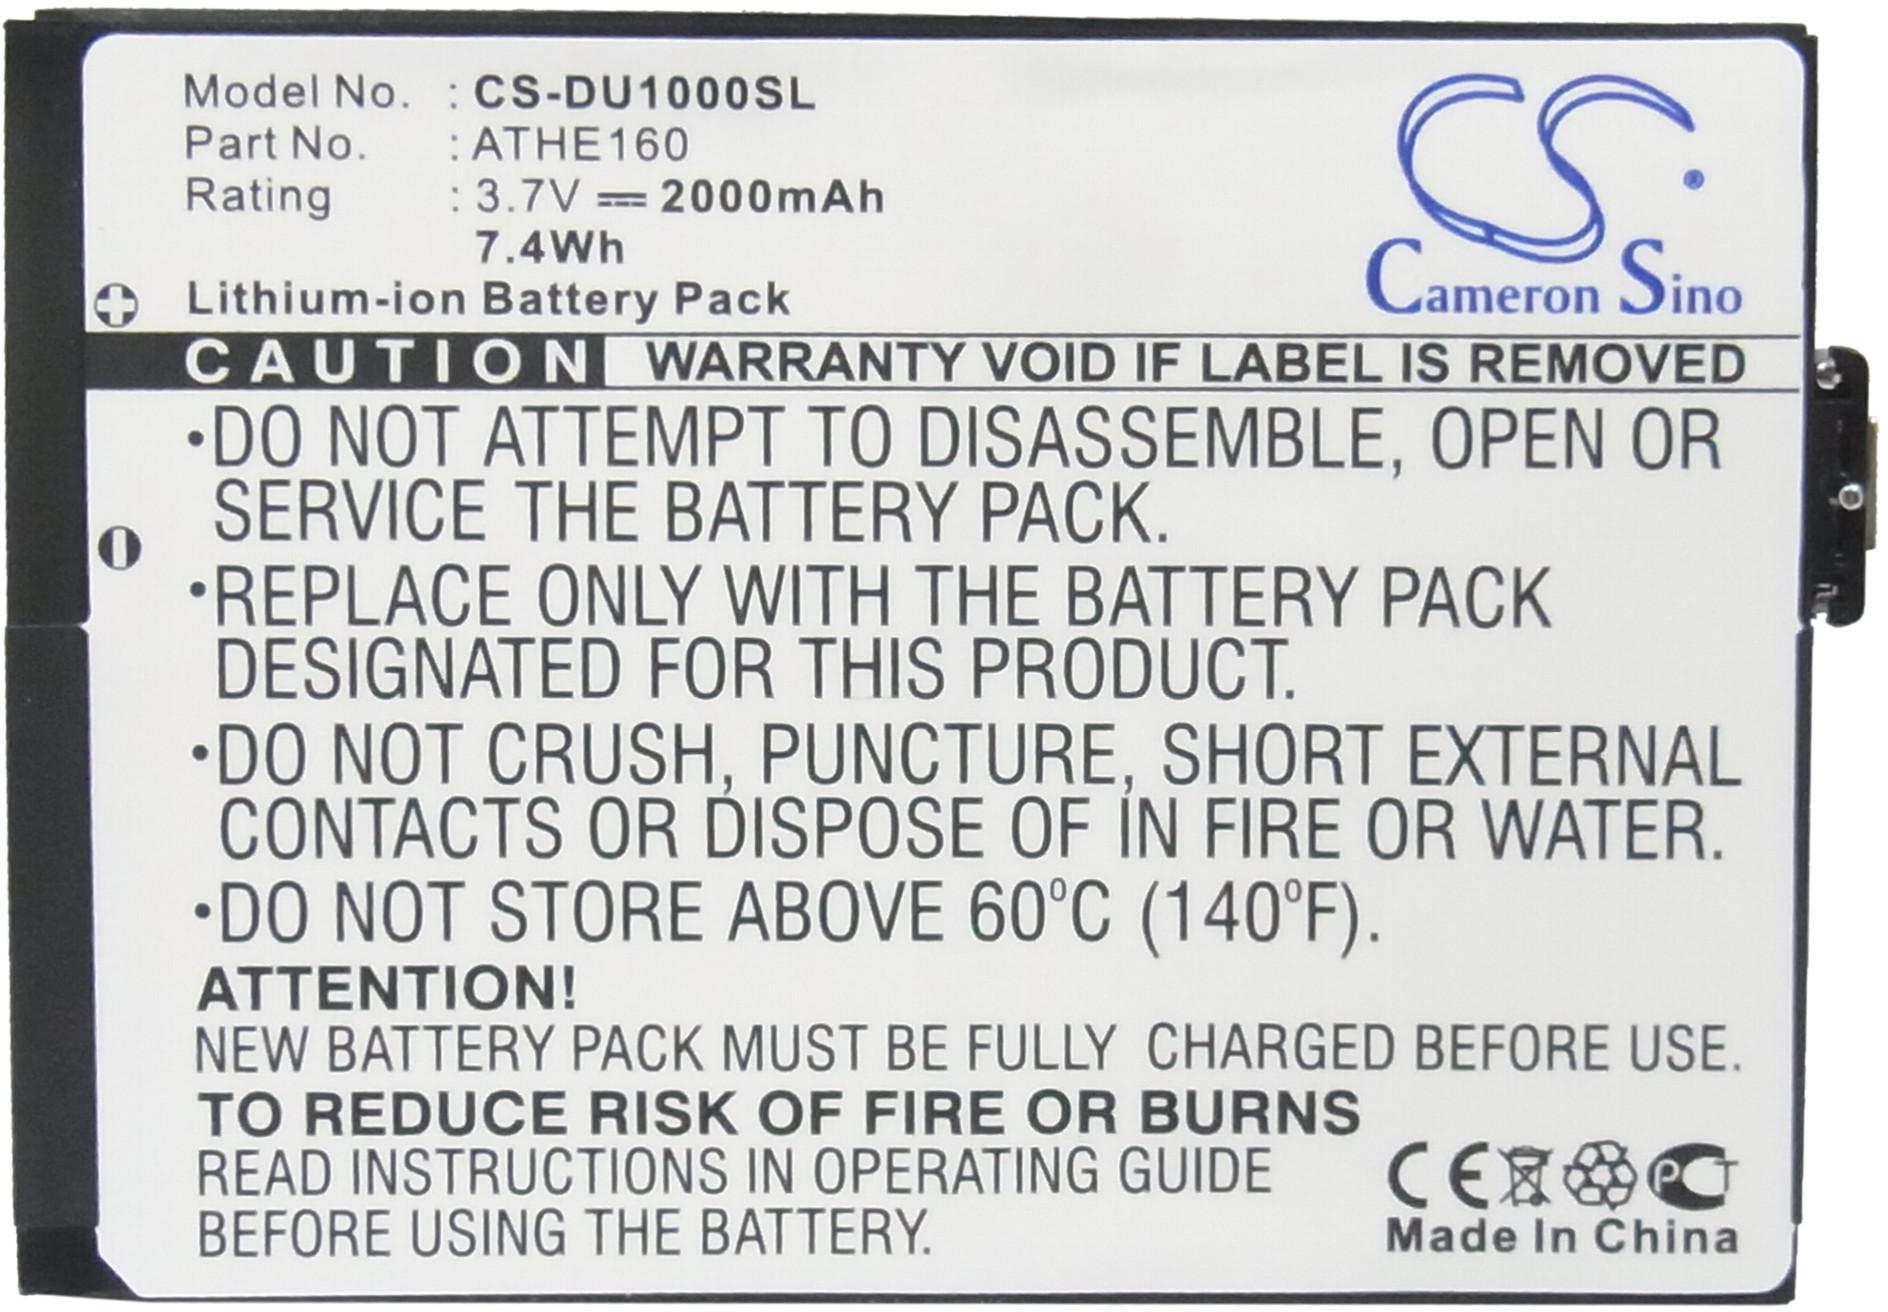 Model No. : CS-DU1000SL
Part No. : ATHE160
Rating : 3.7V ⎓ 2000mAh
7.4Wh
Lithium-ion Battery Pack
CS ®
Cameron Sino
CAUTION WARRANTY VOID IF LABEL IS REMOVED
•DO NOT ATTEMPT TO DISASSEMBLE, OPEN OR
SERVICE THE BATTERY PACK.
•REPLACE ONLY WITH THE BATTERY PACK
DESIGNATED FOR THIS PRODUCT.
•DO NOT CRUSH, PUNCTURE, SHORT EXTERNAL
CONTACTS OR DISPOSE OF IN FIRE OR WATER.
•DO NOT STORE ABOVE 60°C (140°F).
ATTENTION!
NEW BATTERY PACK MUST BE FULLY CHARGED BEFORE USE.
TO REDUCE RISK OF FIRE OR BURNS
READ INSTRUCTIONS IN OPERATING GUIDE
BEFORE USING THE BATTERY.
CE PCT
Made In China